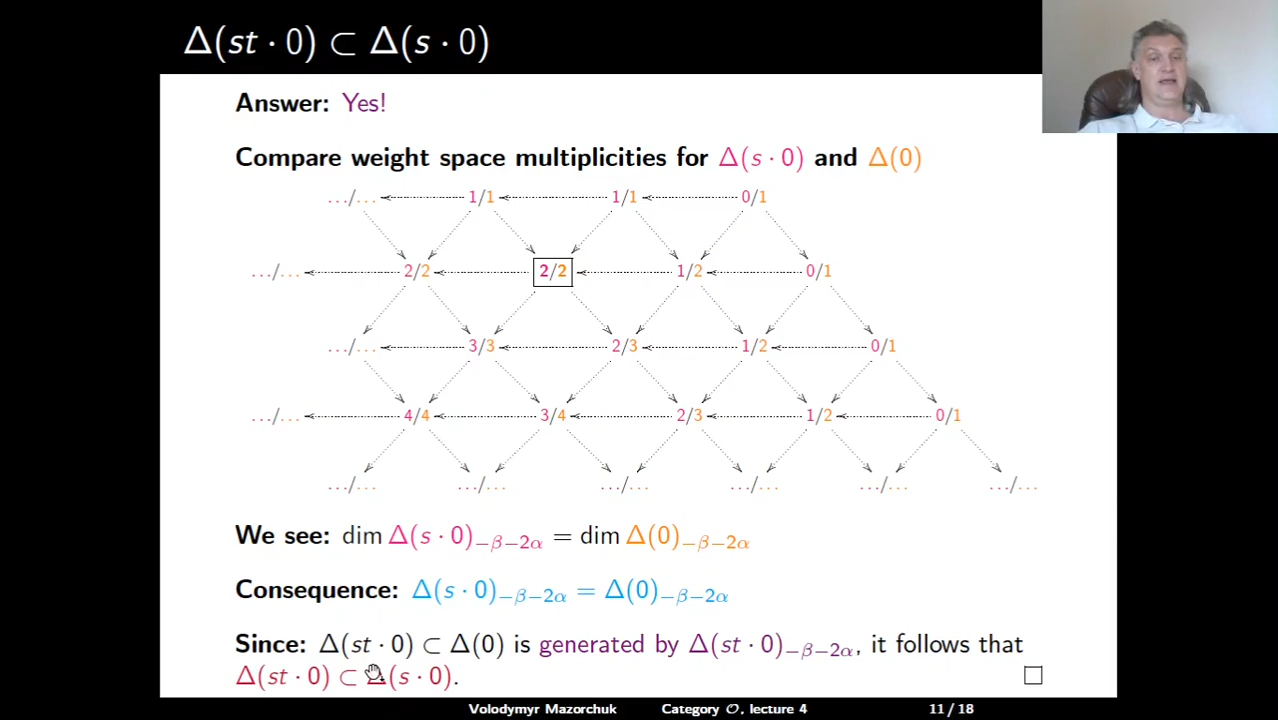 Δ(st · 0) ⊂ Δ(s · 0)
Answer: Yes!
Compare weight space multiplicities for Δ(s · 0) and Δ(0)
.../... 1/1 1/1 0/1
.../... 2/2 2/2 1/2 0/1
.../... 3/3 2/3 1/2 0/1
.../... 4/4 3/4 2/3 1/2 0/1
.../... .../... .../... .../... .../... .../...
We see: dim Δ(s · 0)₋β₋₂α = dim Δ(0)₋β₋₂α
Consequence: Δ(s · 0)₋β₋₂α = Δ(0)₋β₋₂α
Since: Δ(st · 0) ⊂ Δ(0) is generated by Δ(st · 0)₋β₋₂α, it follows that
Δ(st · 0) ⊂ Δ(s · 0). □
Volodymyr Mazorchuk Category 𝒪, lecture 4 11 / 18